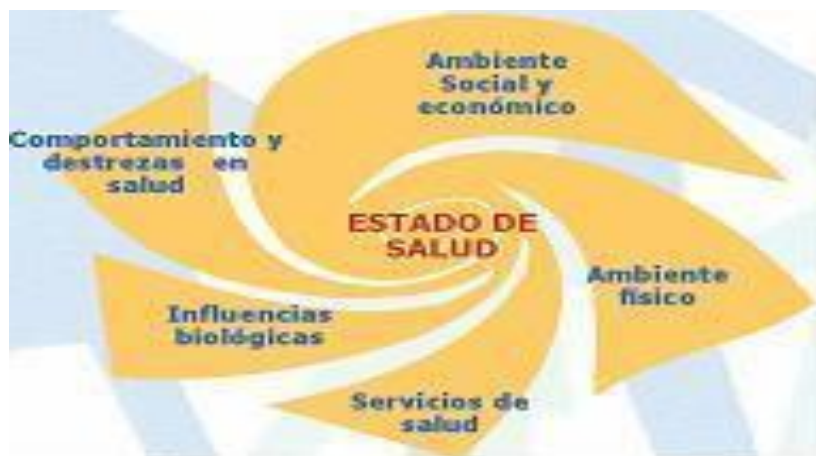 Ambiente
Social y
económico
Comportamiento y
destrezas en
salud
ESTADO DE
SALUD
Ambiente
físico
Influencias
biológicas
Servicios de
salud